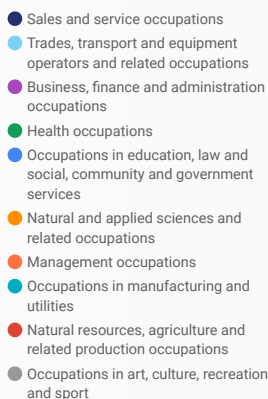 Sales and service occupations
Trades, transport and equipment
operators and related occupations
Business, finance and administration
occupations
Health occupations
Occupations in education, law and
social, community and government
services
Natural and applied sciences and
related occupations
Management occupations
Occupations in manufacturing and
utilities
Natural resources, agriculture and
related production occupations
Occupations in art, culture, recreation
and sport